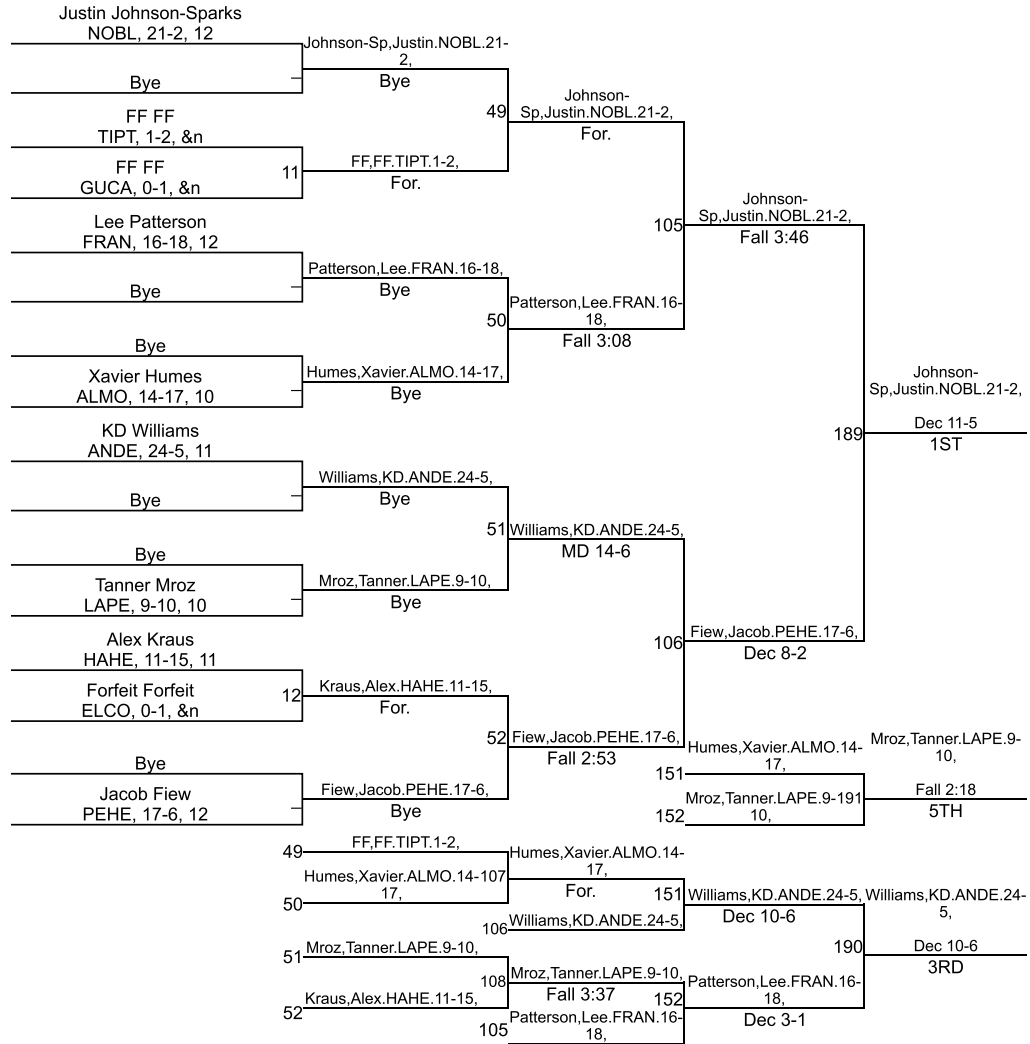 Justin Johnson-Sparks
NOBL, 21-2, 12
Bye
Johnson-Sp,Justin.NOBL.21-
2,
Bye
FF FF
TIPT, 1-2, &n
FF FF
GUCA, 0-1, &n
11
FF,FF.TIPT.1-2,
For.
49
Johnson-
Sp,Justin.NOBL.21-2,
For.
Lee Patterson
FRAN, 16-18, 12
Bye
Patterson,Lee.FRAN.16-18,
Bye
Bye
Xavier Humes
ALMO, 14-17, 10
Humes,Xavier.ALMO.14-17,
Bye
50
Patterson,Lee.FRAN.16-
18,
Fall 3:08
105
Johnson-
Sp,Justin.NOBL.21-2,
Fall 3:46
KD Williams
ANDE, 24-5, 11
Bye
Williams,KD.ANDE.24-5,
Bye
Bye
Tanner Mroz
LAPE, 9-10, 10
Mroz,Tanner.LAPE.9-10,
Bye
51
Williams,KD.ANDE.24-5,
MD 14-6
Alex Kraus
HAHE, 11-15, 11
Forfeit Forfeit
ELCO, 0-1, &n
12
Kraus,Alex.HAHE.11-15,
For.
Bye
Jacob Fiew
PEHE, 17-6, 12
Fiew,Jacob.PEHE.17-6,
Bye
52
Fiew,Jacob.PEHE.17-6,
Fall 2:53
106
Fiew,Jacob.PEHE.17-6,
Dec 8-2
189
Johnson-
Sp,Justin.NOBL.21-2,
Dec 11-5
1ST
151
Humes,Xavier.ALMO.14-
17,
152
Mroz,Tanner.LAPE.9-191
10,
Mroz,Tanner.LAPE.9-
10,
Fall 2:18
5TH
49
FF,FF.TIPT.1-2,
50
Humes,Xavier.ALMO.14-107
17,
Humes,Xavier.ALMO.14-
17,
For.
106
Williams,KD.ANDE.24-5,
151
Williams,KD.ANDE.24-5,
Dec 10-6
51
Mroz,Tanner.LAPE.9-10,
52
Kraus,Alex.HAHE.11-15,
108
Mroz,Tanner.LAPE.9-10,
Fall 3:37
105
Patterson,Lee.FRAN.16-
18,
152
Patterson,Lee.FRAN.16-
18,
Dec 3-1
190
Williams,KD.ANDE.24-
5,
Dec 10-6
3RD